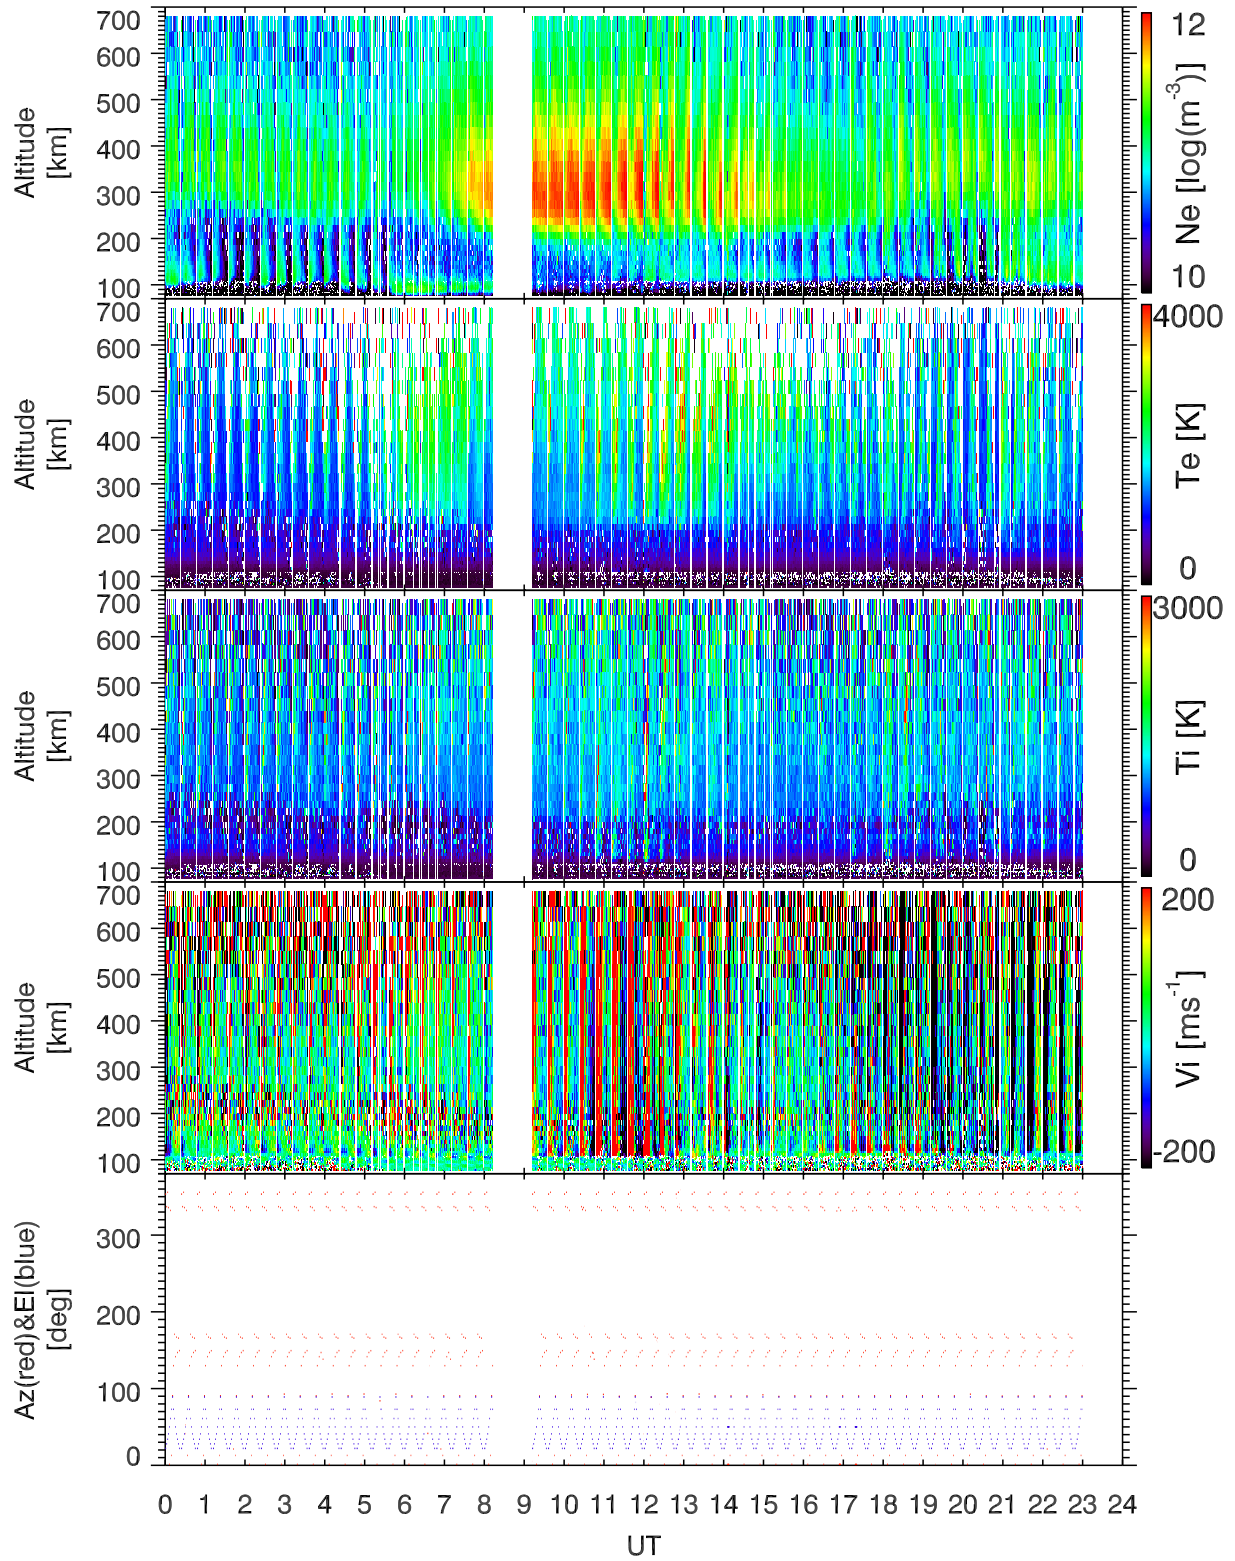 700
600
500
400
300
200
100
Altitude
[km]
12
Ne [log(m⁻³)]
10
700
600
500
400
300
200
100
Altitude
[km]
4000
Te [K]
0
700
600
500
400
300
200
100
Altitude
[km]
3000
Ti [K]
0
700
600
500
400
300
200
100
Altitude
[km]
200
Vi [ms⁻¹]
-200
300
200
100
0
Az(red)&El(blue)
[deg]
0 1 2 3 4 5 6 7 8 9 10 11 12 13 14 15 16 17 18 19 20 21 22 23 24
UT